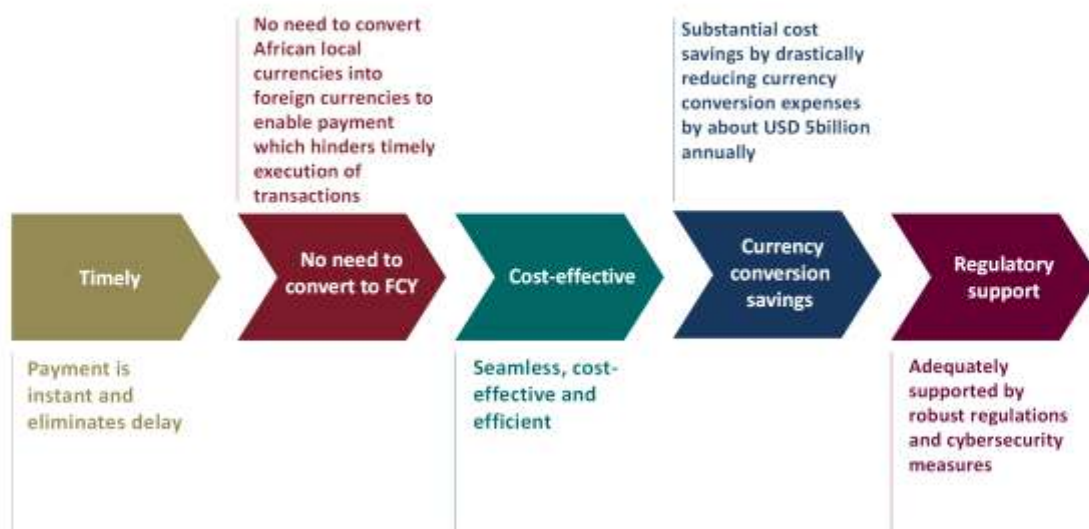 No need to convert
African local
currencies into
foreign currencies to
enable payment
which hinders timely
execution of
transactions
Substantial cost
savings by drastically
reducing currency
conversion expenses
by about USD 5billion
annually
Timely
No need to
convert to FCY
Cost-effective
Currency
conversion
savings
Regulatory
support
Payment is
instant and
eliminates delay
Seamless, cost-
effective and
efficient
Adequately
supported by
robust regulations
and cybersecurity
measures